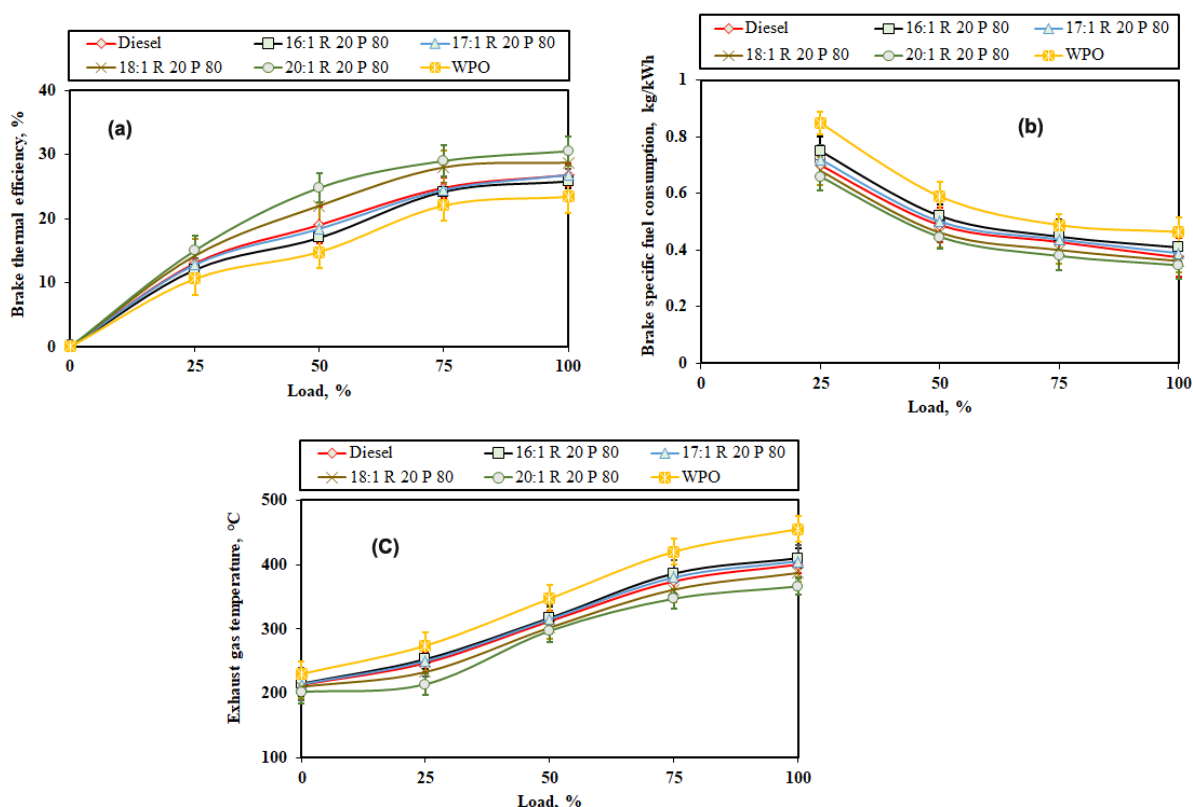 Diesel 16:1 R 20 P 80 17:1 R 20 P 80
18:1 R 20 P 80 20:1 R 20 P 80 WPO
40
30
20
10
0
(a)
Brake thermal efficiency, %
0 25 50 75 100
Load, %
Diesel 16:1 R 20 P 80 17:1 R 20 P 80
18:1 R 20 P 80 20:1 R 20 P 80 WPO
1
0.8
0.6
0.4
0.2
0
(b)
Brake specific fuel consumption, kg/kWh
0 25 50 75 100
Load, %
Diesel 16:1 R 20 P 80 17:1 R 20 P 80
18:1 R 20 P 80 20:1 R 20 P 80 WPO
500
400
300
200
100
(C)
Exhaust gas temperature, °C
0 25 50 75 100
Load, %